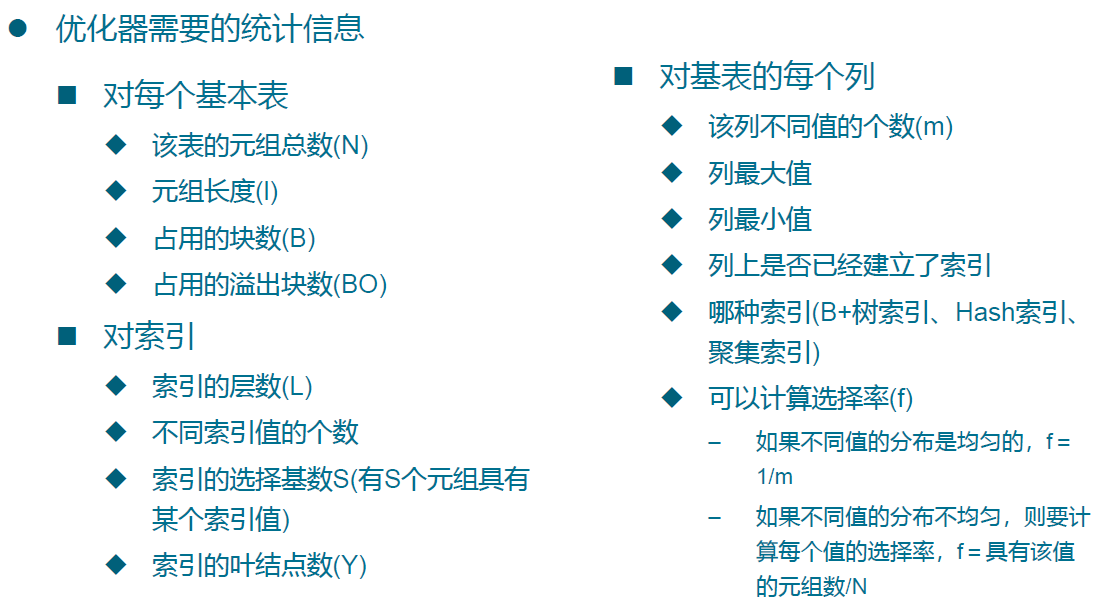 优化器需要的统计信息
对每个基本表
该表的元组总数(N)
元组长度(l)
占用的块数(B)
占用的溢出块数(BO)
对索引
索引的层数(L)
不同索引值的个数
索引的选择基数S(有S个元组具有
某个索引值)
索引的叶结点数(Y)
对基表的每个列
该列不同值的个数(m)
列最大值
列最小值
列上是否已经建立了索引
哪种索引(B+树索引、Hash索引、
聚集索引)
可以计算选择率(f)
– 如果不同值的分布是均匀的，f =
1/m
– 如果不同值的分布不均匀，则要计
算每个值的选择率，f = 具有该值
的元组数/N